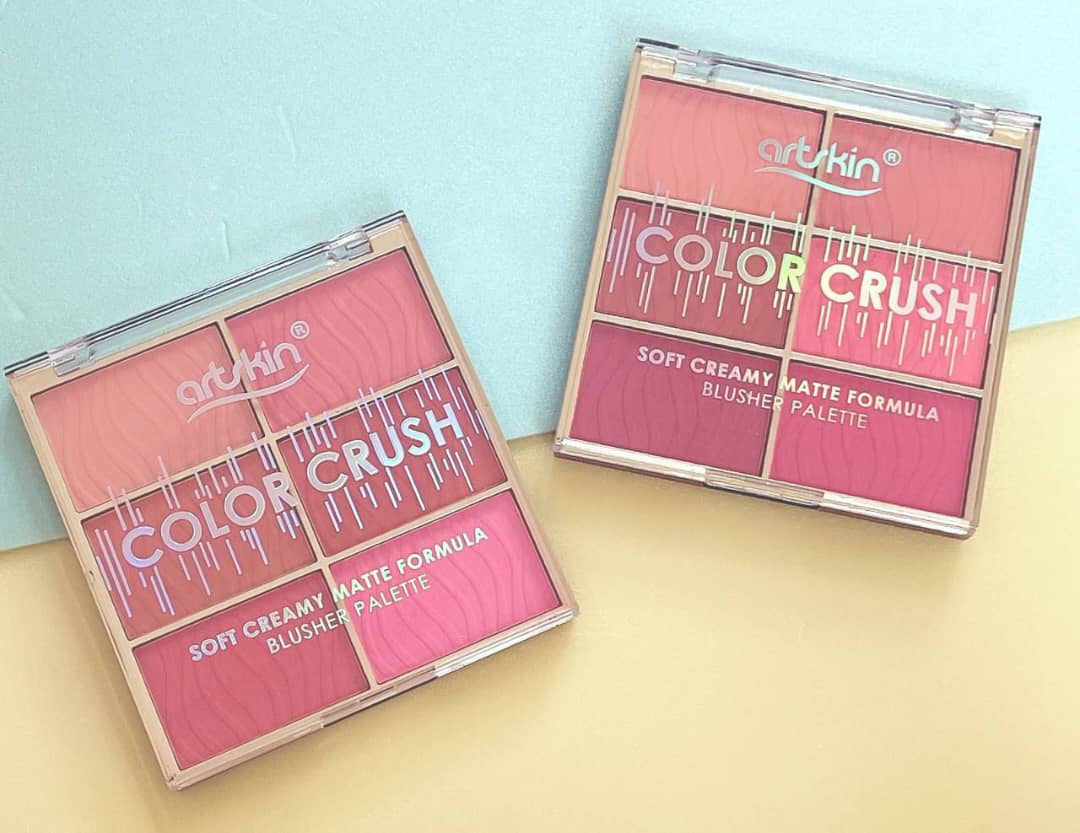 artskin®
COLOR CRUSH
SOFT CREAMY MATTE FORMULA
BLUSHER PALETTE
artskin®
COLOR CRUSH
SOFT CREAMY MATTE FORMULA
BLUSHER PALETTE